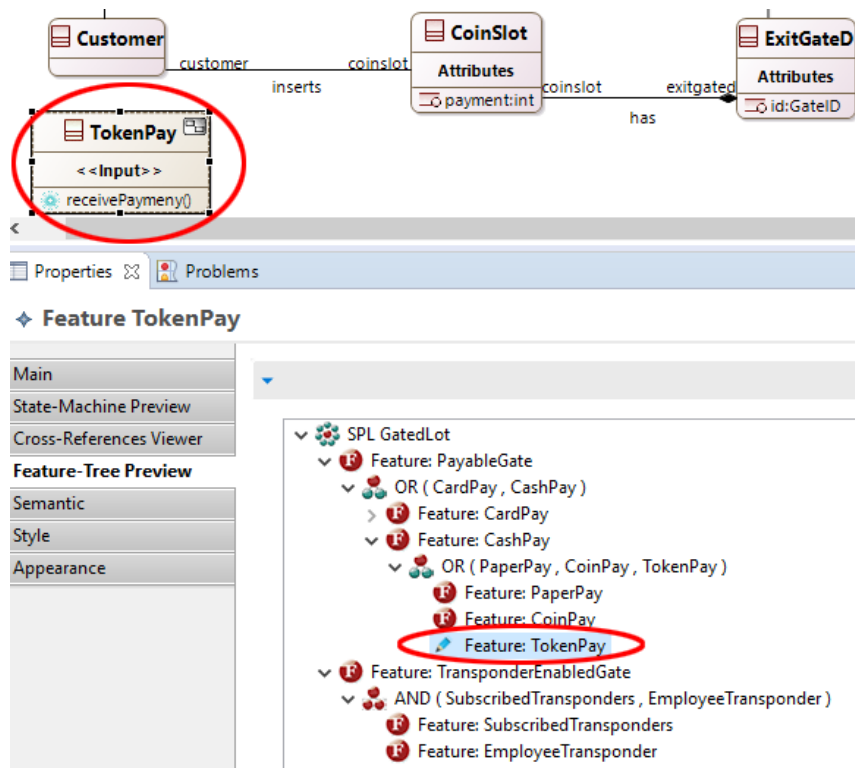 Customer
CoinSlot
ExitGateD
Attributes
Attributes
payment:int
id:GateID
customer
coinslot
inserts
coinslot
exitgated
has
TokenPay
<<Input>>
receivePaymeny()
Properties
Problems
Feature TokenPay
Main
State-Machine Preview
Cross-References Viewer
Feature-Tree Preview
Semantic
Style
Appearance
SPL GatedLot
Feature: PayableGate
OR ( CardPay , CashPay )
Feature: CardPay
Feature: CashPay
OR ( PaperPay , CoinPay , TokenPay )
Feature: PaperPay
Feature: CoinPay
Feature: TokenPay
Feature: TransponderEnabledGate
AND ( SubscribedTransponders , EmployeeTransponder )
Feature: SubscribedTransponders
Feature: EmployeeTransponder